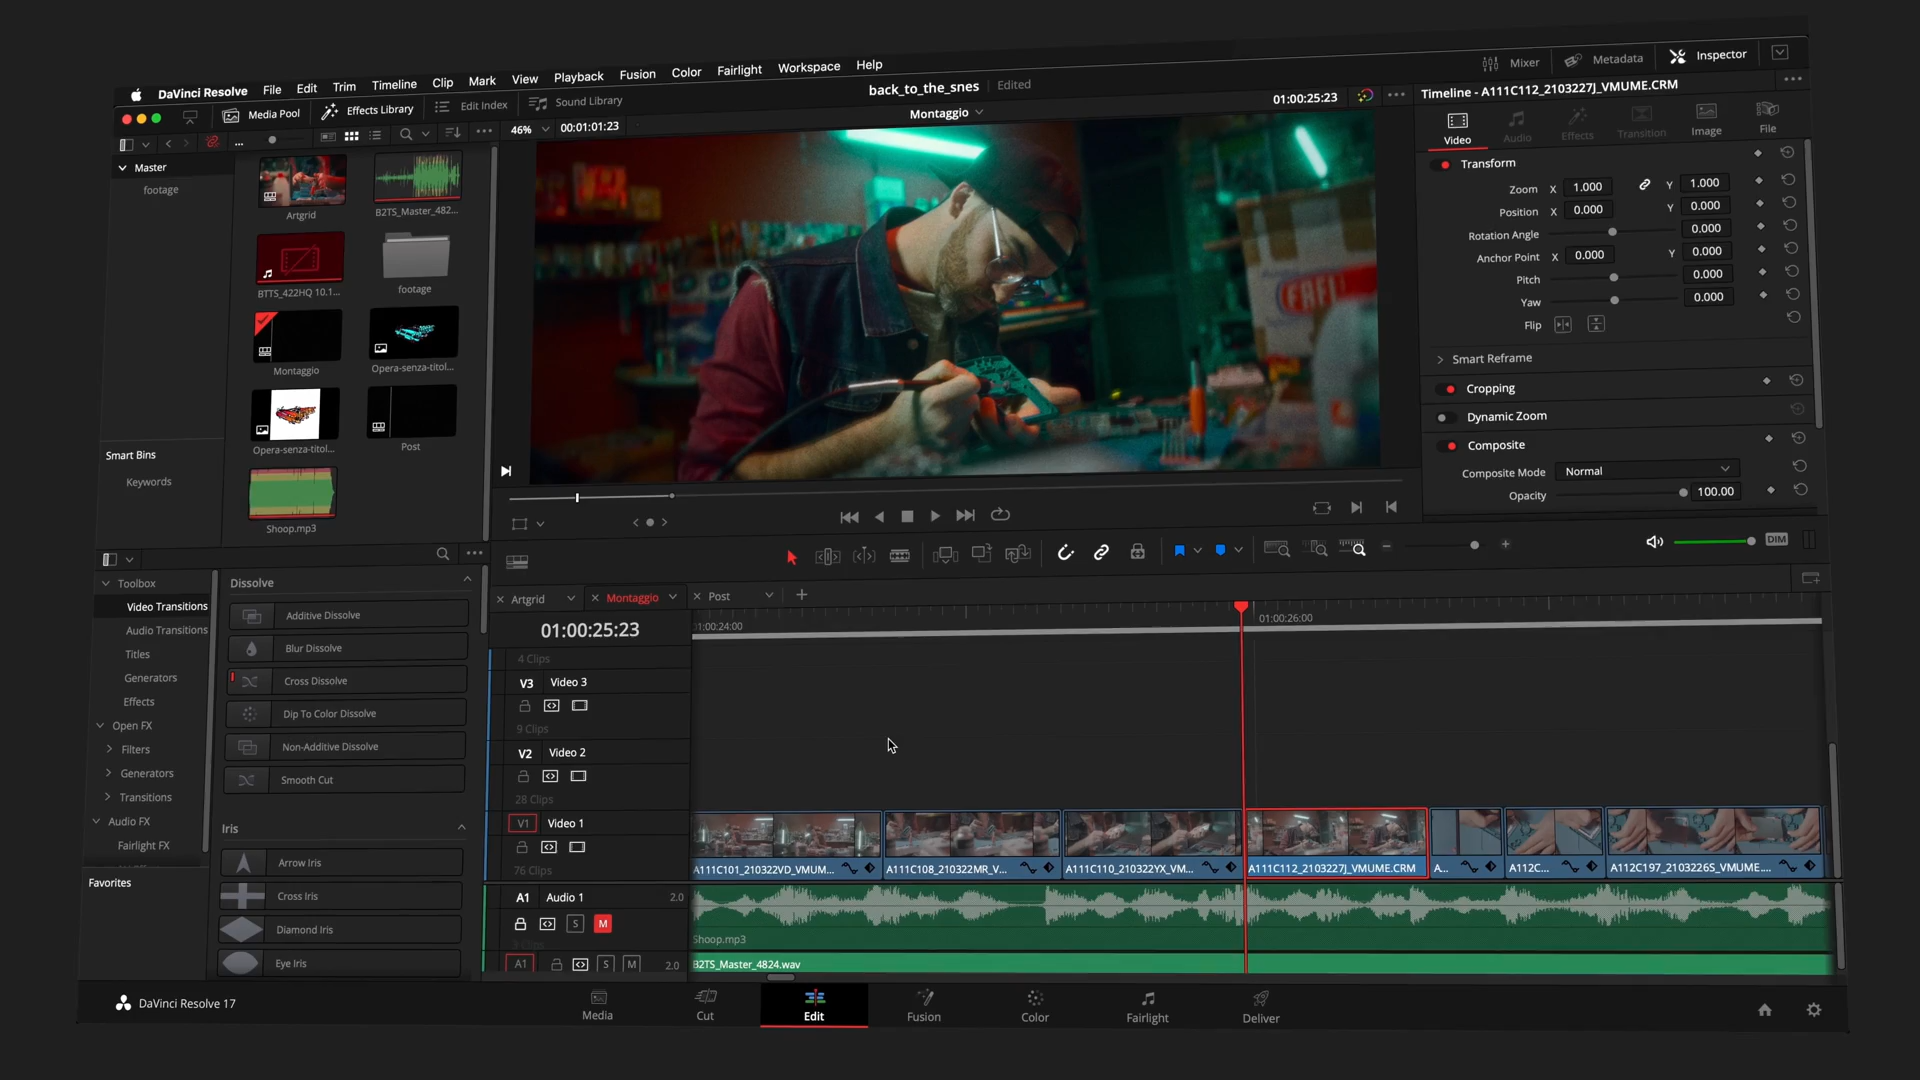 DaVinci Resolve File Edit Trim Timeline Clip Mark View Playback Fusion Color Fairlight Workspace Help
Media Pool Effects Library Edit Index Sound Library
back_to_the_snes Edited
Mixer Metadata Inspector
46% 00:01:01:23
Montaggio
01:00:25:23
Timeline - A111C112_2103227J_VMUME.CRM
Video Audio Effects Transition Image File
Master
footage
Smart Bins
Keywords
Artgrid
B2TS_Master_482...
BTTS_422HQ 10.1...
footage
Montaggio
Opera-senza-titol...
Opera-senza-titol...
Post
Shoop.mp3
FREE!
Transform
Zoom X 1.000 Y 1.000
Position X 0.000 Y 0.000
Rotation Angle 0.000
Anchor Point X 0.000 Y 0.000
Pitch 0.000
Yaw 0.000
Flip
Smart Reframe
Cropping
Dynamic Zoom
Composite
Composite Mode Normal
Opacity 100.00
DIM
Toolbox
Video Transitions
Audio Transitions
Titles
Generators
Effects
Open FX
Filters
Generators
Transitions
Audio FX
Fairlight FX
Favorites
Dissolve
Additive Dissolve
Blur Dissolve
Cross Dissolve
Dip To Color Dissolve
Non-Additive Dissolve
Smooth Cut
Iris
Arrow Iris
Cross Iris
Diamond Iris
Eye Iris
Artgrid Montaggio Post
01:00:25:23
01:00:24:00
01:00:26:00
4 Clips
V3 Video 3
9 Clips
V2 Video 2
28 Clips
V1 Video 1
76 Clips
A111C101_210322VD_VMUM...
A111C108_210322MR_V...
A111C110_210322YX_VM...
A111C112_2103227J_VMUME.CRM
A...
A112C...
A112C197_2103226S_VMUME....
A1 Audio 1 2.0
S M
Shoop.mp3
A1 S M 2.0
B2TS_Master_4824.wav
DaVinci Resolve 17
Media Cut Edit Fusion Color Fairlight Deliver